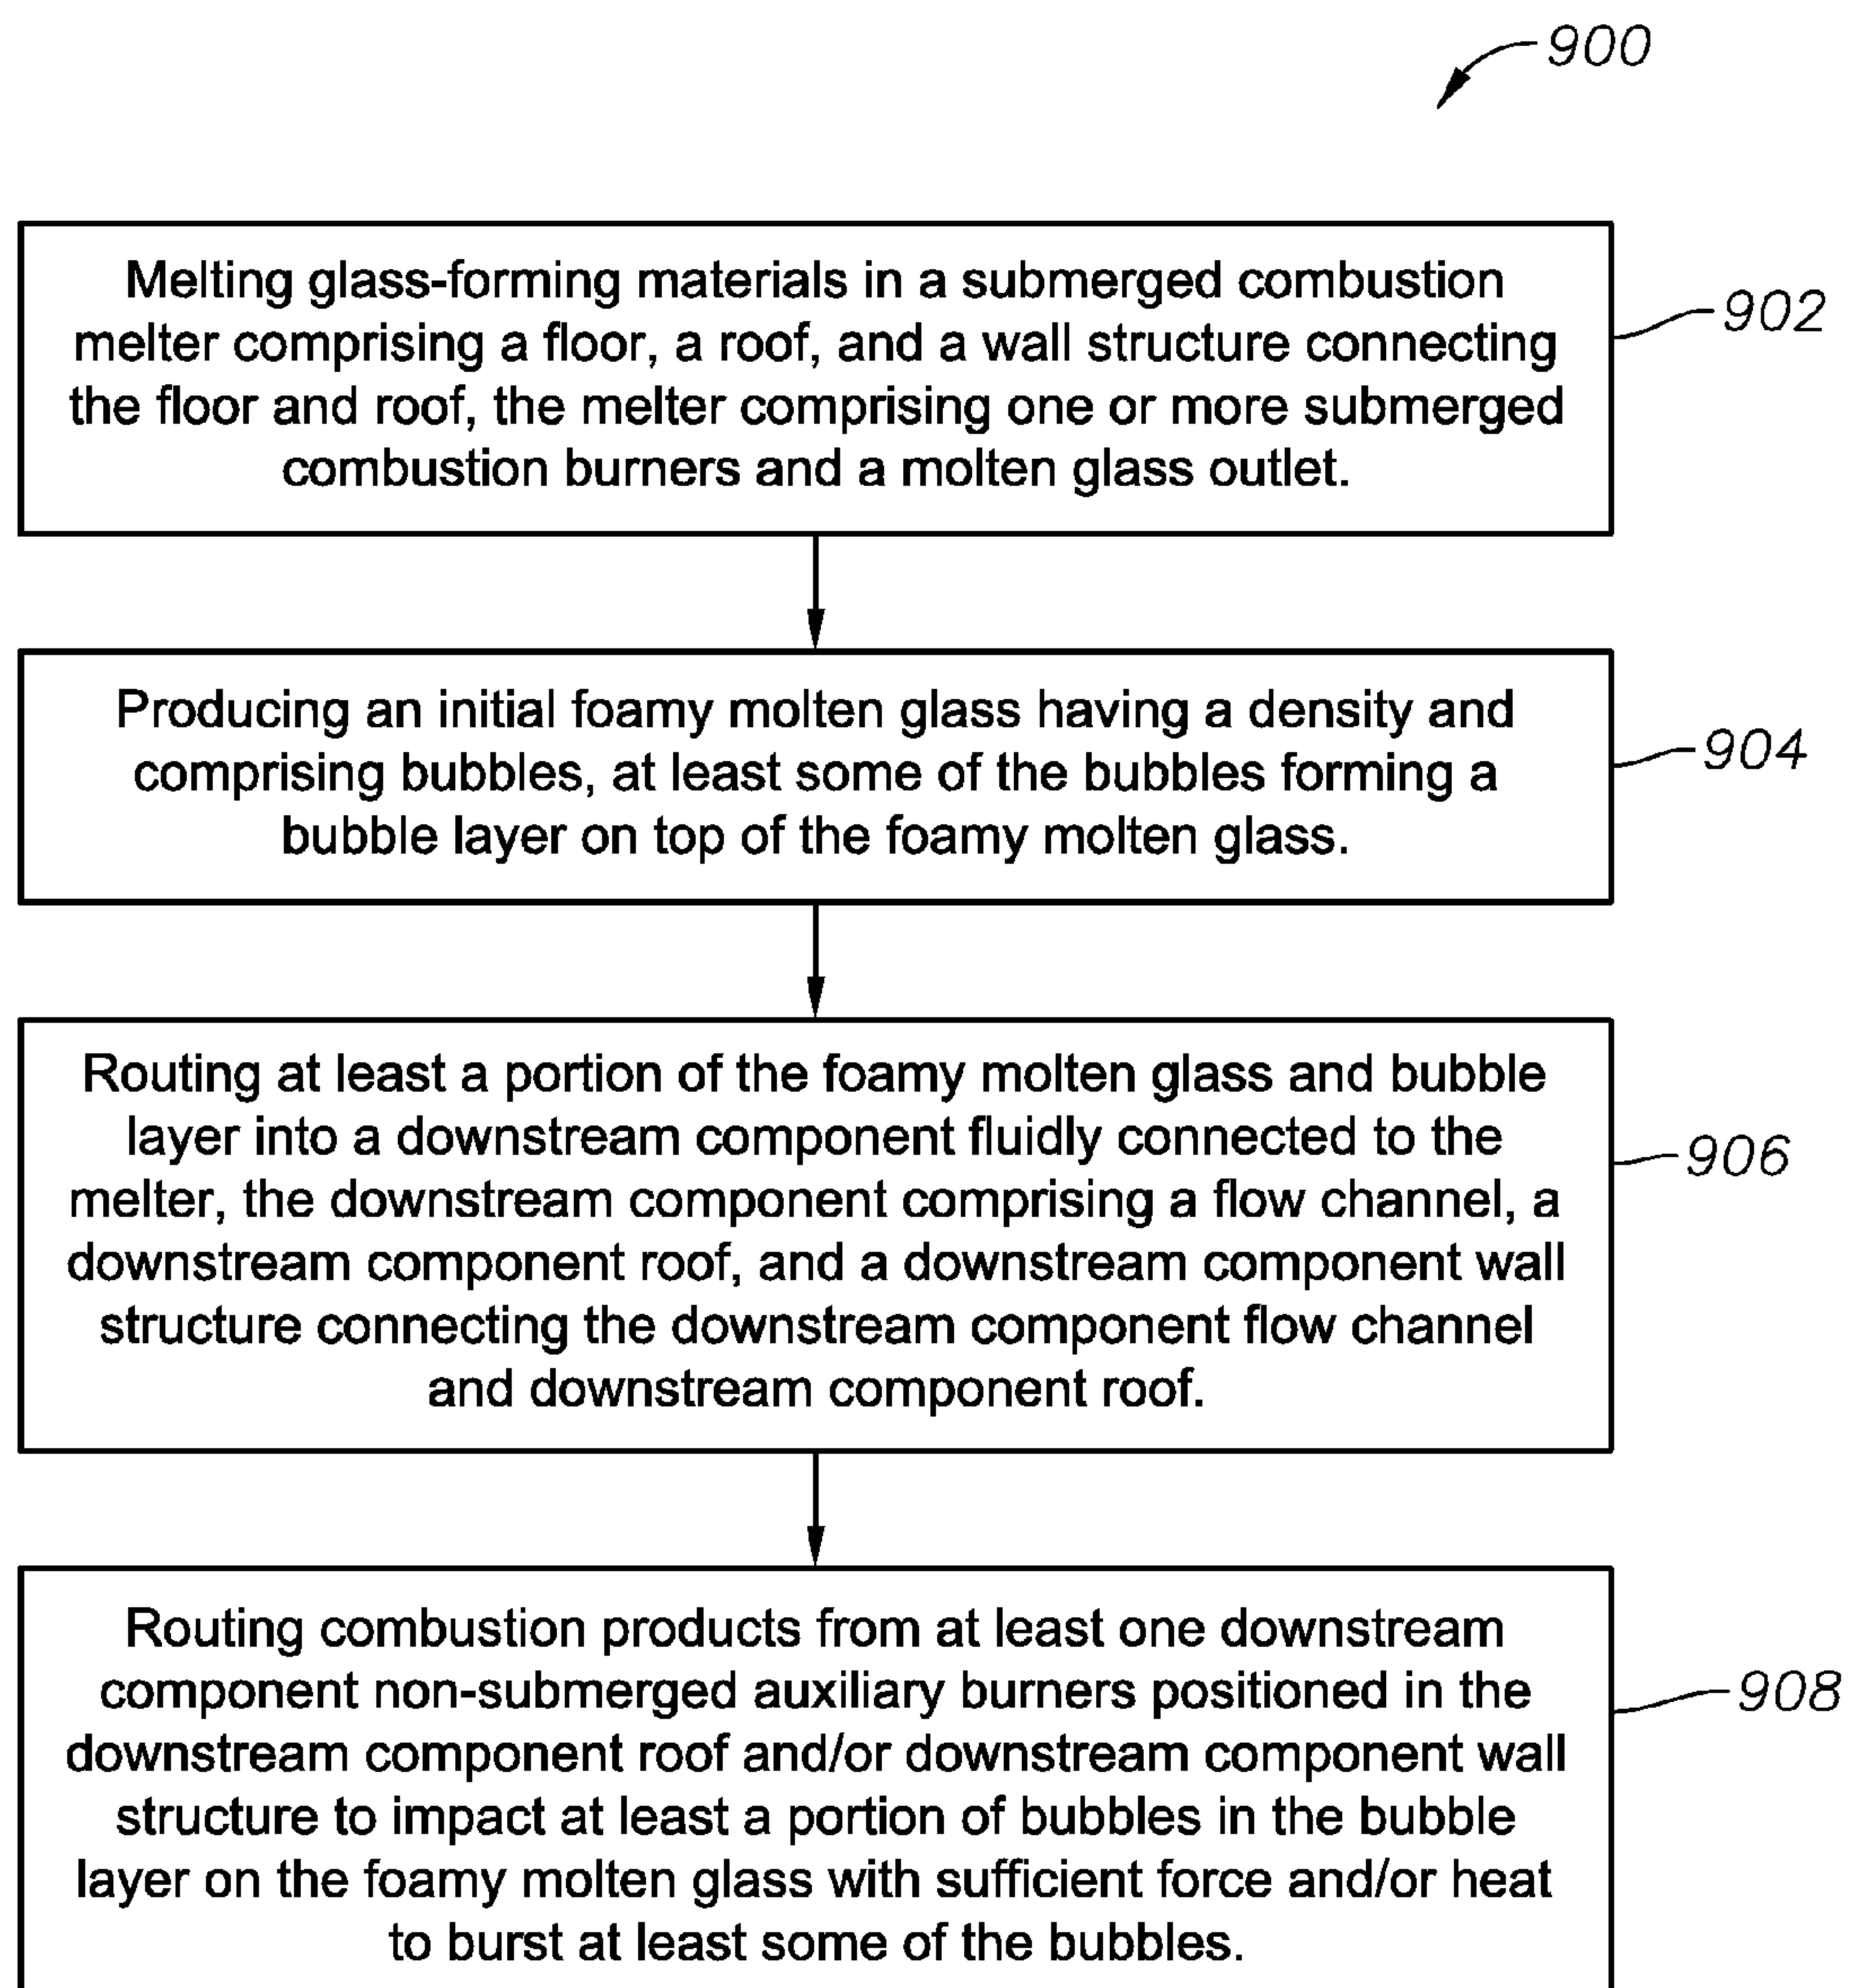 900
Melting glass-forming materials in a submerged combustion
melter comprising a floor, a roof, and a wall structure connecting
the floor and roof, the melter comprising one or more submerged
combustion burners and a molten glass outlet.
902
Producing an initial foamy molten glass having a density and
comprising bubbles, at least some of the bubbles forming a
bubble layer on top of the foamy molten glass.
904
Routing at least a portion of the foamy molten glass and bubble
layer into a downstream component fluidly connected to the
melter, the downstream component comprising a flow channel, a
downstream component roof, and a downstream component wall
structure connecting the downstream component flow channel
and downstream component roof.
906
Routing combustion products from at least one downstream
component non-submerged auxiliary burners positioned in the
downstream component roof and/or downstream component wall
structure to impact at least a portion of bubbles in the bubble
layer on the foamy molten glass with sufficient force and/or heat
to burst at least some of the bubbles.
908